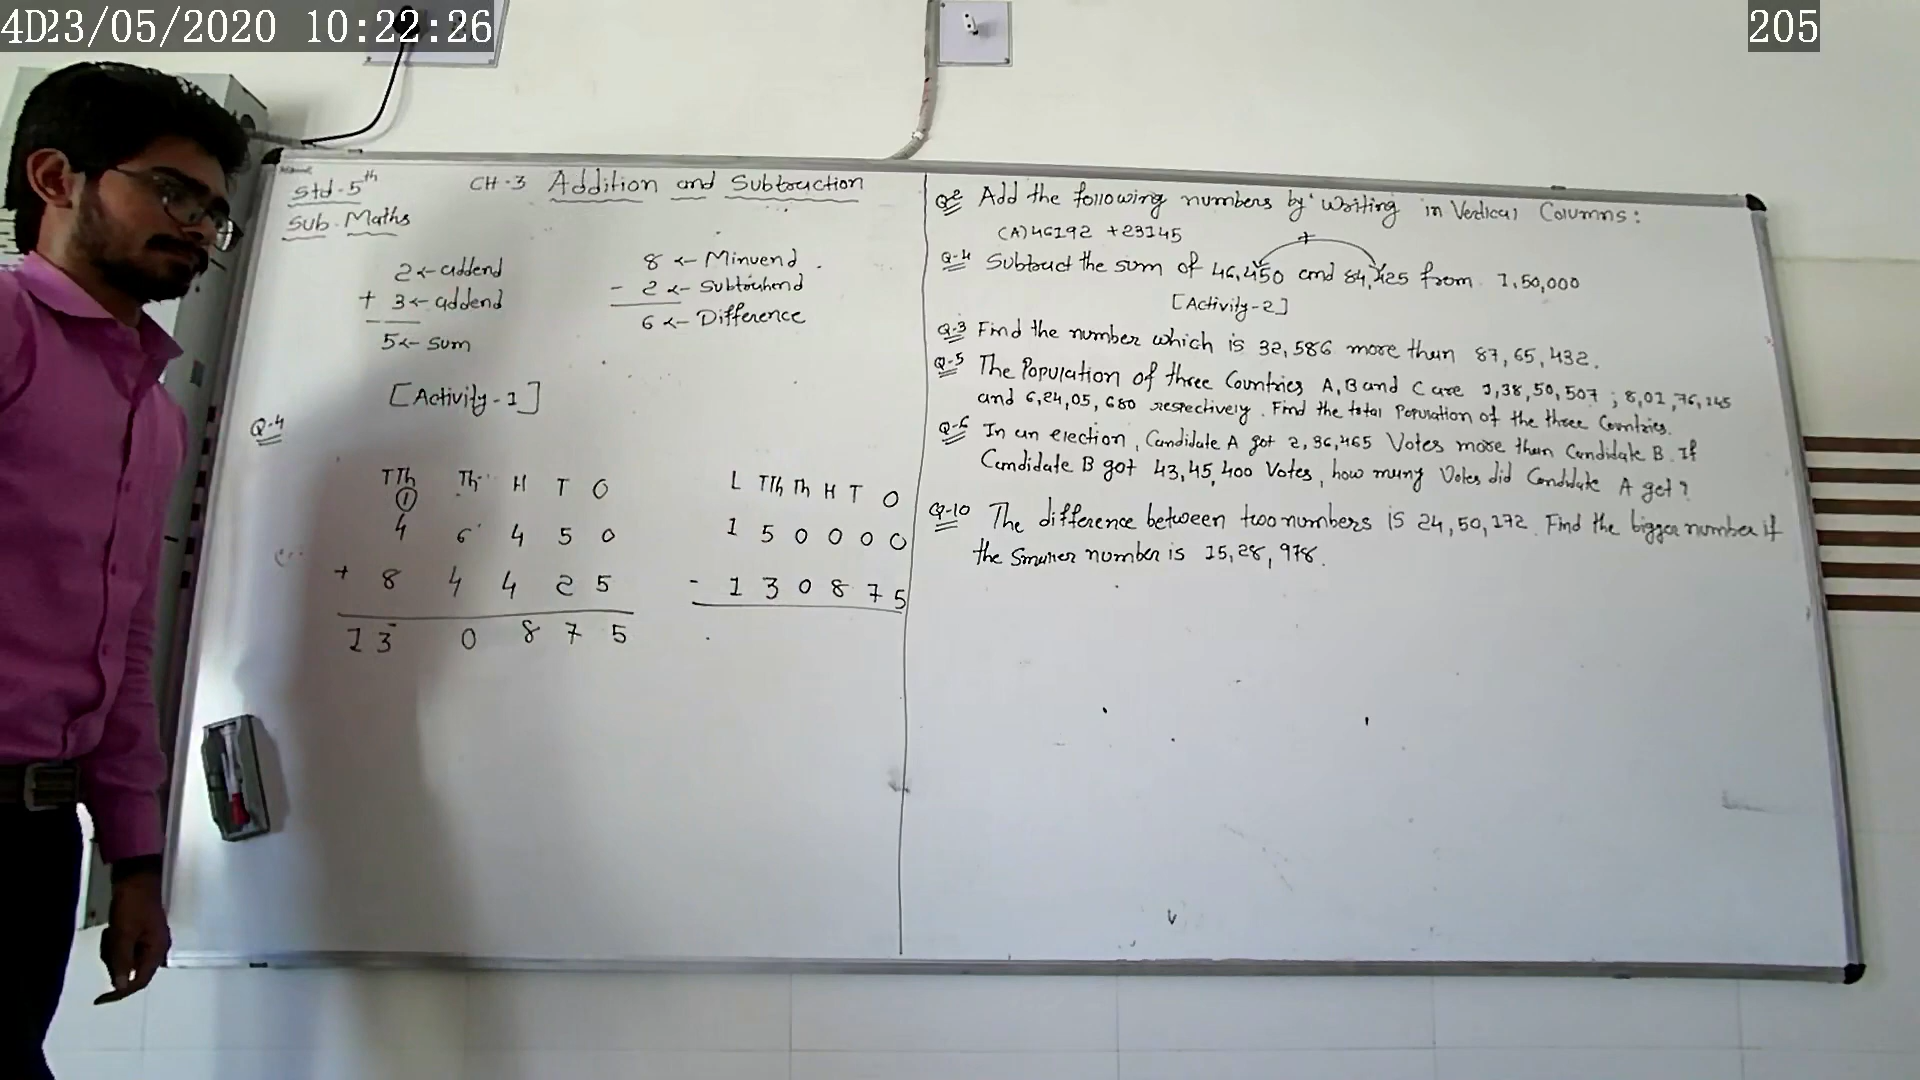 4D23/05/2020 10:22:26
205
Std-5th
Sub. Maths
CH-3 Addition and Subtraction
2 <- addend
+ 3 <- addend
5 <- Sum
8 <- Minuend
- 2 <- Subtrahend
6 <- Difference
[Activity-1]
Q-4
TTh Th H T O
1
4 6 4 5 0
+ 8 4 4 2 5
1 3 0 8 7 5
L TTh Th H T O
1 5 0 0 0 0
- 1 3 0 8 7 5
Q-2 Add the following numbers by writing in Vertical Columns:
(A) 46192 + 23145
+
Q-4 Subtract the sum of 46,450 and 84,425 from 1,50,000
[Activity-2]
Q-3 Find the number which is 32,586 more than 87,65,432.
Q-5 The Population of three Countries A, B and C are 1,38,50,507 ; 8,01,76,145
and 6,24,05,680 respectively. Find the total Population of the three Countries.
Q-6 In an election, Candidate A got 2,36,465 Votes more than Candidate B. If
Candidate B got 43,45,400 Votes, how many Votes did Candidate A get?
Q-10 The difference between two numbers is 24,50,172. Find the bigger number if
the Smaller number is 15,28,978.